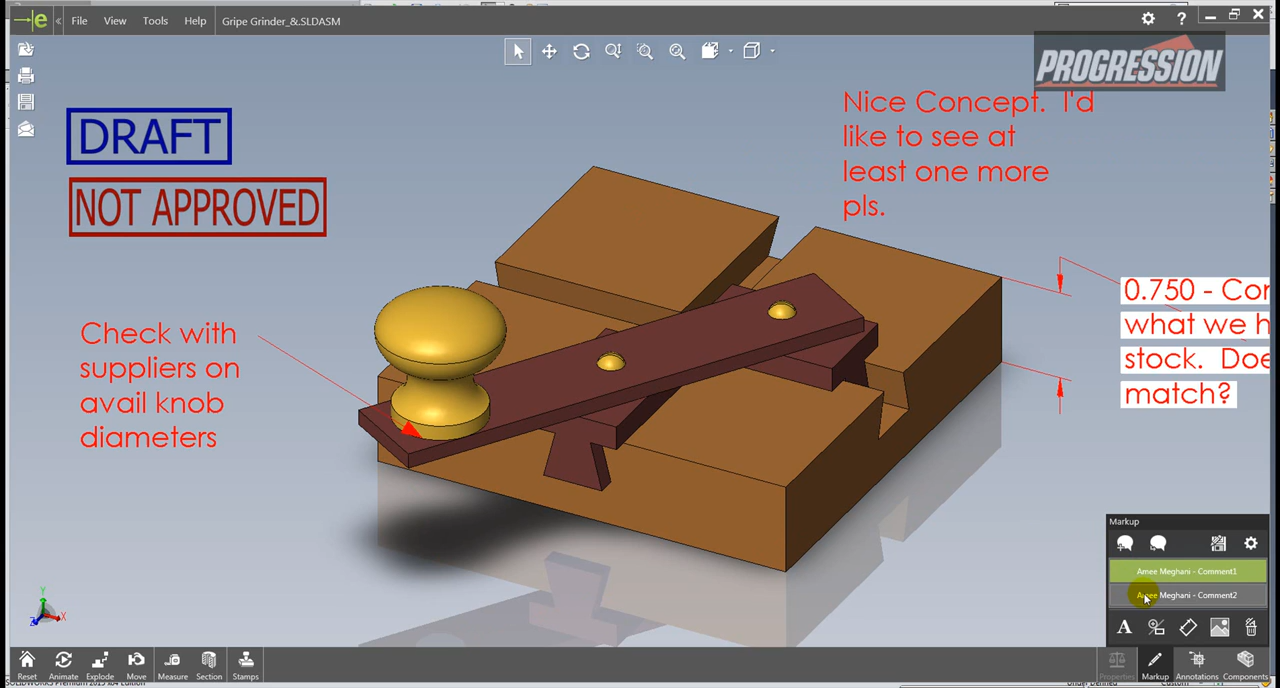 File View Tools Help Gripe Grinder_&.SLDASM
?
PROGRESSION
DRAFT
NOT APPROVED
Nice Concept. I'd
like to see at
least one more
pls.
0.750 - Cor
what we h
stock. Doe
match?
Check with
suppliers on
avail knob
diameters
Markup
Amee Meghani - Comment1
Amee Meghani - Comment2
A
Y
X
Z
Reset Animate Explode Move Measure Section Stamps Properties Markup Annotations Components